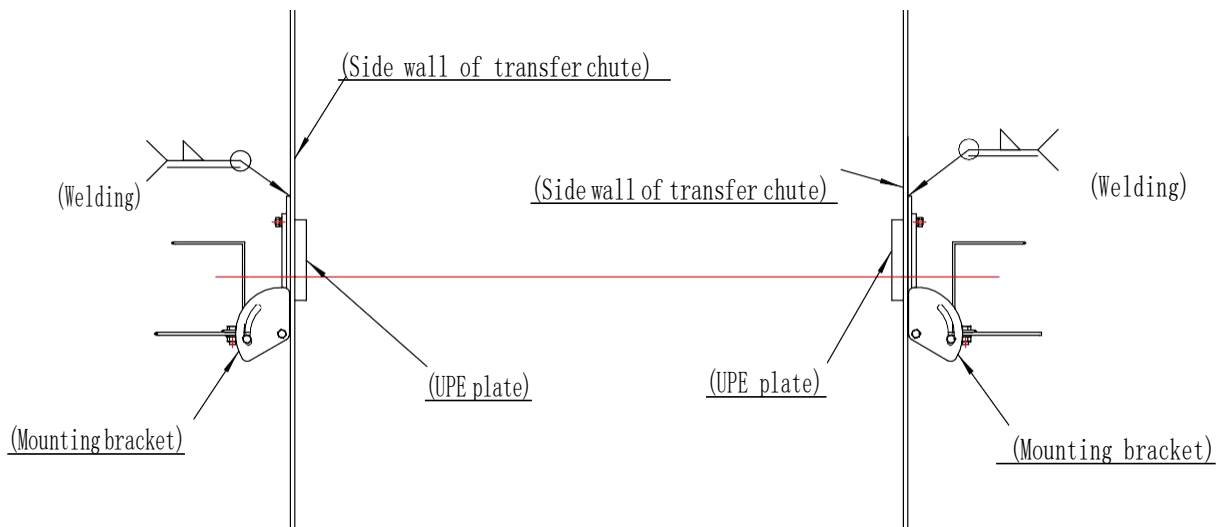 (Side wall of transfer chute)
(Welding)
(Side wall of transfer chute)
(Welding)
(UPE plate)
(UPE plate)
(Mounting bracket)
(Mounting bracket)